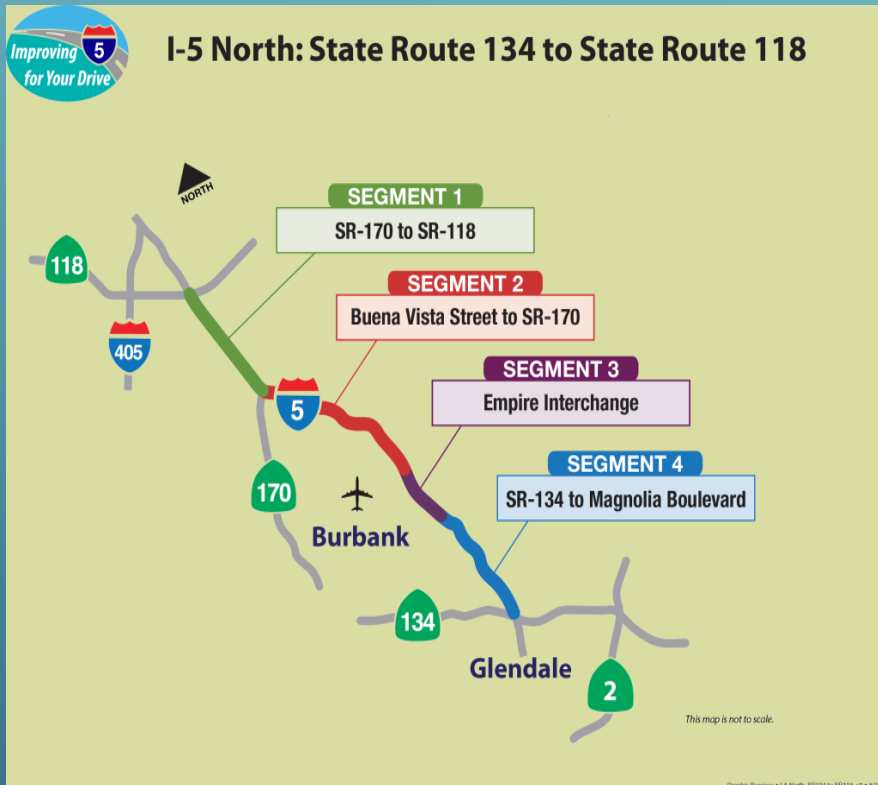 Improving 5
for Your Drive
I-5 North: State Route 134 to State Route 118
NORTH
SEGMENT 1
SR-170 to SR-118
118
SEGMENT 2
Buena Vista Street to SR-170
405
SEGMENT 3
Empire Interchange
5
SEGMENT 4
SR-134 to Magnolia Boulevard
170
Burbank
134
Glendale
2
This map is not to scale.